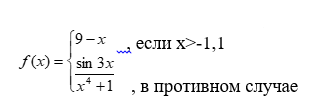 9 − x , если x>-1,1
f(x) =
sin 3x
x⁴ +1 , в противном случае